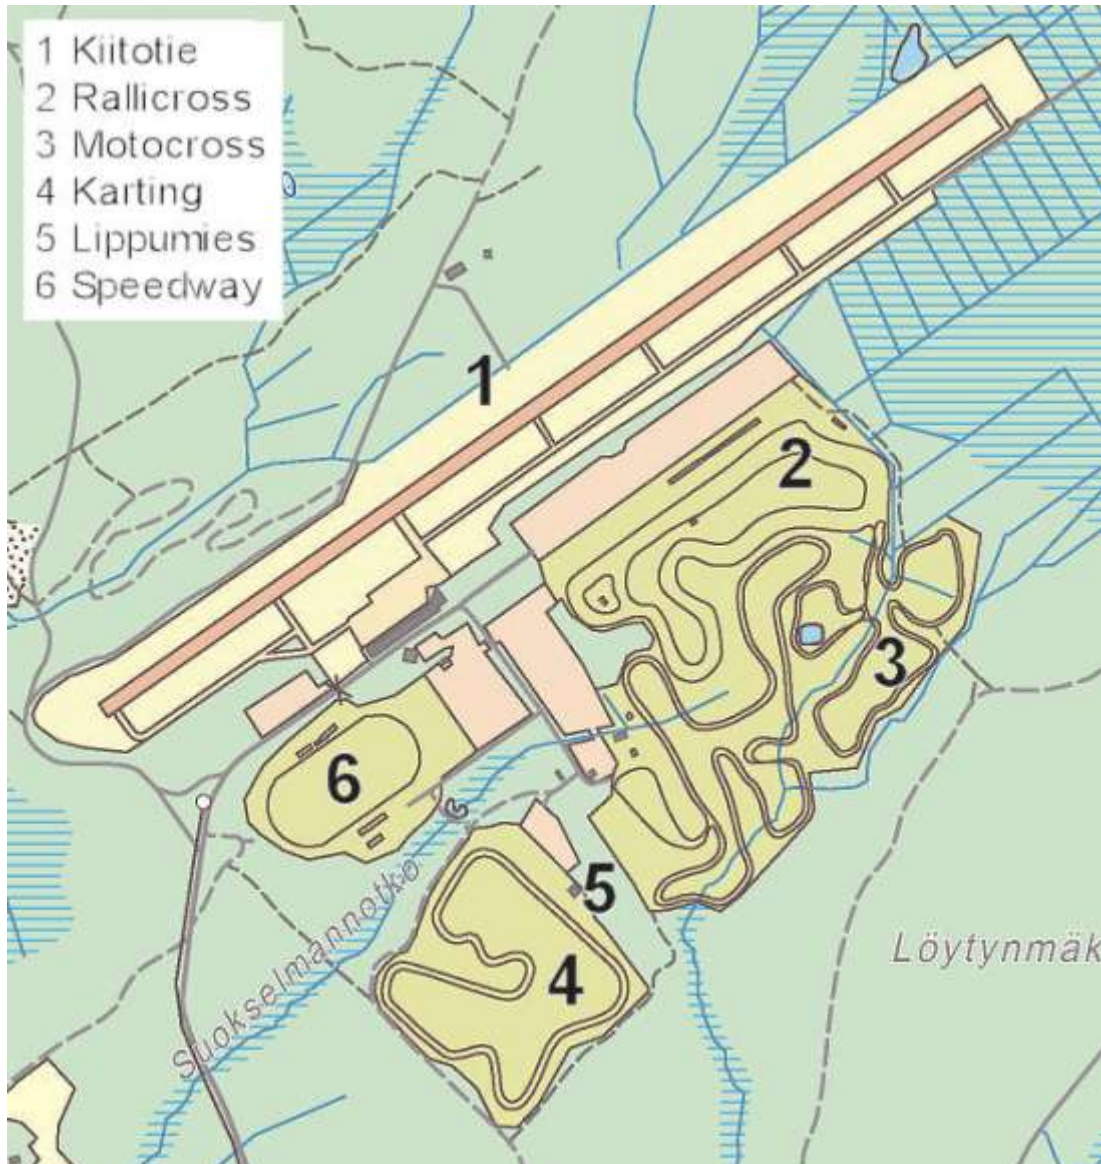 1 Kiitotie
2 Rallicross
3 Motocross
4 Karting
5 Lippumies
6 Speedway
1
2
3
6
5
4
Löytynmäk
Suokselmannotko